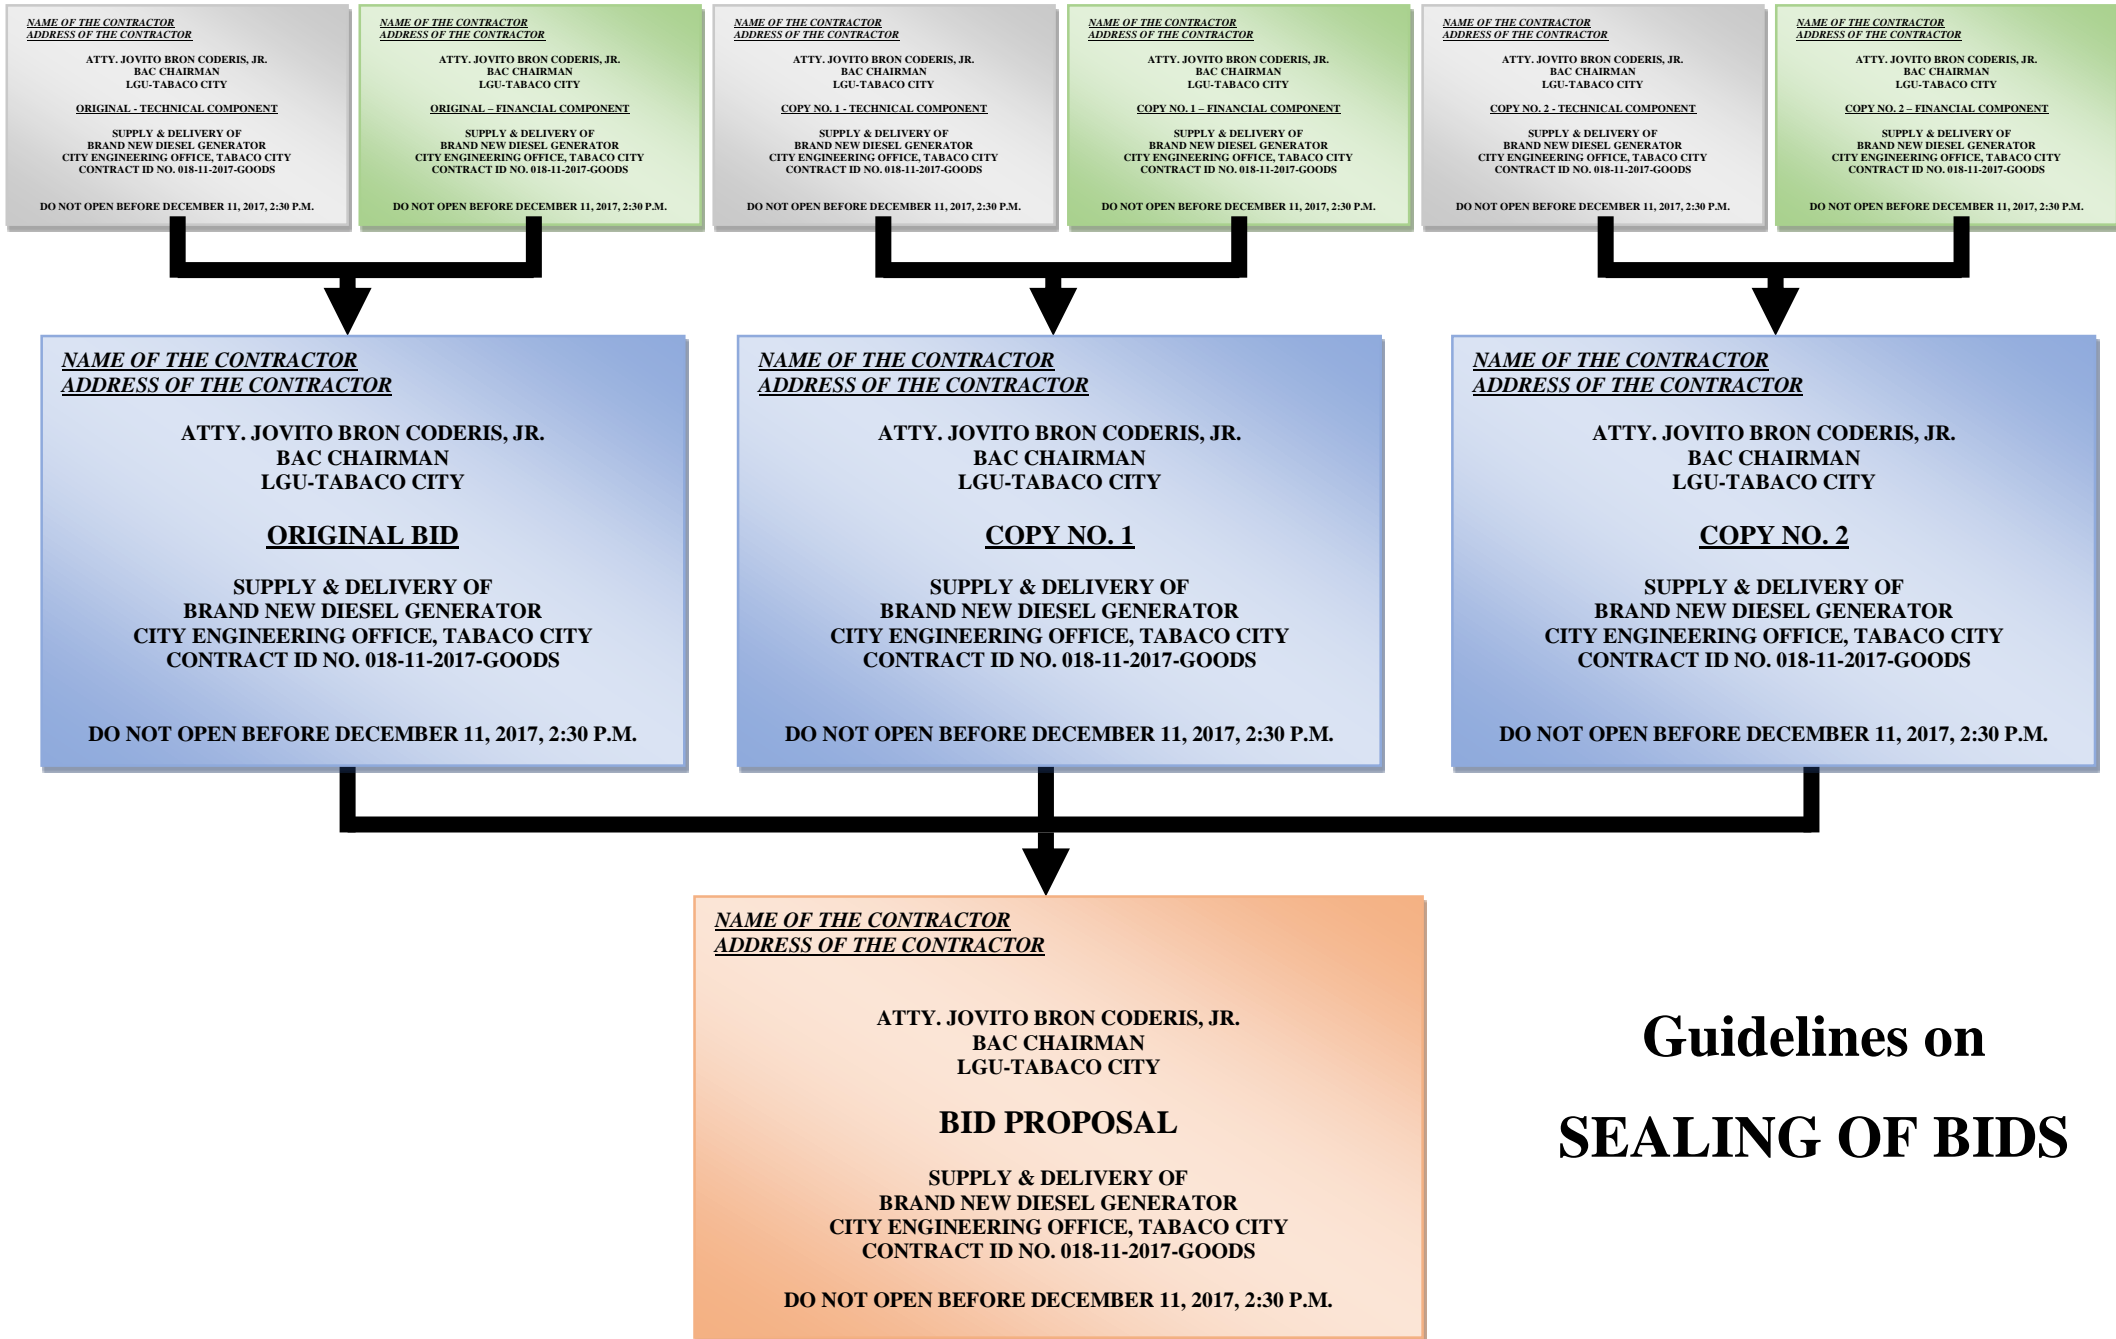 NAME OF THE CONTRACTOR
ADDRESS OF THE CONTRACTOR
ATTY. JOVITO BRON CODERIS, JR.
BAC CHAIRMAN
LGU-TABACO CITY
ORIGINAL - TECHNICAL COMPONENT
SUPPLY & DELIVERY OF
BRAND NEW DIESEL GENERATOR
CITY ENGINEERING OFFICE, TABACO CITY
CONTRACT ID NO. 018-11-2017-GOODS
DO NOT OPEN BEFORE DECEMBER 11, 2017, 2:30 P.M.
NAME OF THE CONTRACTOR
ADDRESS OF THE CONTRACTOR
ATTY. JOVITO BRON CODERIS, JR.
BAC CHAIRMAN
LGU-TABACO CITY
ORIGINAL – FINANCIAL COMPONENT
SUPPLY & DELIVERY OF
BRAND NEW DIESEL GENERATOR
CITY ENGINEERING OFFICE, TABACO CITY
CONTRACT ID NO. 018-11-2017-GOODS
DO NOT OPEN BEFORE DECEMBER 11, 2017, 2:30 P.M.
NAME OF THE CONTRACTOR
ADDRESS OF THE CONTRACTOR
ATTY. JOVITO BRON CODERIS, JR.
BAC CHAIRMAN
LGU-TABACO CITY
COPY NO. 1 - TECHNICAL COMPONENT
SUPPLY & DELIVERY OF
BRAND NEW DIESEL GENERATOR
CITY ENGINEERING OFFICE, TABACO CITY
CONTRACT ID NO. 018-11-2017-GOODS
DO NOT OPEN BEFORE DECEMBER 11, 2017, 2:30 P.M.
NAME OF THE CONTRACTOR
ADDRESS OF THE CONTRACTOR
ATTY. JOVITO BRON CODERIS, JR.
BAC CHAIRMAN
LGU-TABACO CITY
COPY NO. 1 – FINANCIAL COMPONENT
SUPPLY & DELIVERY OF
BRAND NEW DIESEL GENERATOR
CITY ENGINEERING OFFICE, TABACO CITY
CONTRACT ID NO. 018-11-2017-GOODS
DO NOT OPEN BEFORE DECEMBER 11, 2017, 2:30 P.M.
NAME OF THE CONTRACTOR
ADDRESS OF THE CONTRACTOR
ATTY. JOVITO BRON CODERIS, JR.
BAC CHAIRMAN
LGU-TABACO CITY
COPY NO. 2 - TECHNICAL COMPONENT
SUPPLY & DELIVERY OF
BRAND NEW DIESEL GENERATOR
CITY ENGINEERING OFFICE, TABACO CITY
CONTRACT ID NO. 018-11-2017-GOODS
DO NOT OPEN BEFORE DECEMBER 11, 2017, 2:30 P.M.
NAME OF THE CONTRACTOR
ADDRESS OF THE CONTRACTOR
ATTY. JOVITO BRON CODERIS, JR.
BAC CHAIRMAN
LGU-TABACO CITY
COPY NO. 2 – FINANCIAL COMPONENT
SUPPLY & DELIVERY OF
BRAND NEW DIESEL GENERATOR
CITY ENGINEERING OFFICE, TABACO CITY
CONTRACT ID NO. 018-11-2017-GOODS
DO NOT OPEN BEFORE DECEMBER 11, 2017, 2:30 P.M.
NAME OF THE CONTRACTOR
ADDRESS OF THE CONTRACTOR
ATTY. JOVITO BRON CODERIS, JR.
BAC CHAIRMAN
LGU-TABACO CITY
ORIGINAL BID
SUPPLY & DELIVERY OF
BRAND NEW DIESEL GENERATOR
CITY ENGINEERING OFFICE, TABACO CITY
CONTRACT ID NO. 018-11-2017-GOODS
DO NOT OPEN BEFORE DECEMBER 11, 2017, 2:30 P.M.
NAME OF THE CONTRACTOR
ADDRESS OF THE CONTRACTOR
ATTY. JOVITO BRON CODERIS, JR.
BAC CHAIRMAN
LGU-TABACO CITY
COPY NO. 1
SUPPLY & DELIVERY OF
BRAND NEW DIESEL GENERATOR
CITY ENGINEERING OFFICE, TABACO CITY
CONTRACT ID NO. 018-11-2017-GOODS
DO NOT OPEN BEFORE DECEMBER 11, 2017, 2:30 P.M.
NAME OF THE CONTRACTOR
ADDRESS OF THE CONTRACTOR
ATTY. JOVITO BRON CODERIS, JR.
BAC CHAIRMAN
LGU-TABACO CITY
COPY NO. 2
SUPPLY & DELIVERY OF
BRAND NEW DIESEL GENERATOR
CITY ENGINEERING OFFICE, TABACO CITY
CONTRACT ID NO. 018-11-2017-GOODS
DO NOT OPEN BEFORE DECEMBER 11, 2017, 2:30 P.M.
NAME OF THE CONTRACTOR
ADDRESS OF THE CONTRACTOR
ATTY. JOVITO BRON CODERIS, JR.
BAC CHAIRMAN
LGU-TABACO CITY
BID PROPOSAL
SUPPLY & DELIVERY OF
BRAND NEW DIESEL GENERATOR
CITY ENGINEERING OFFICE, TABACO CITY
CONTRACT ID NO. 018-11-2017-GOODS
DO NOT OPEN BEFORE DECEMBER 11, 2017, 2:30 P.M.
Guidelines on
SEALING OF BIDS